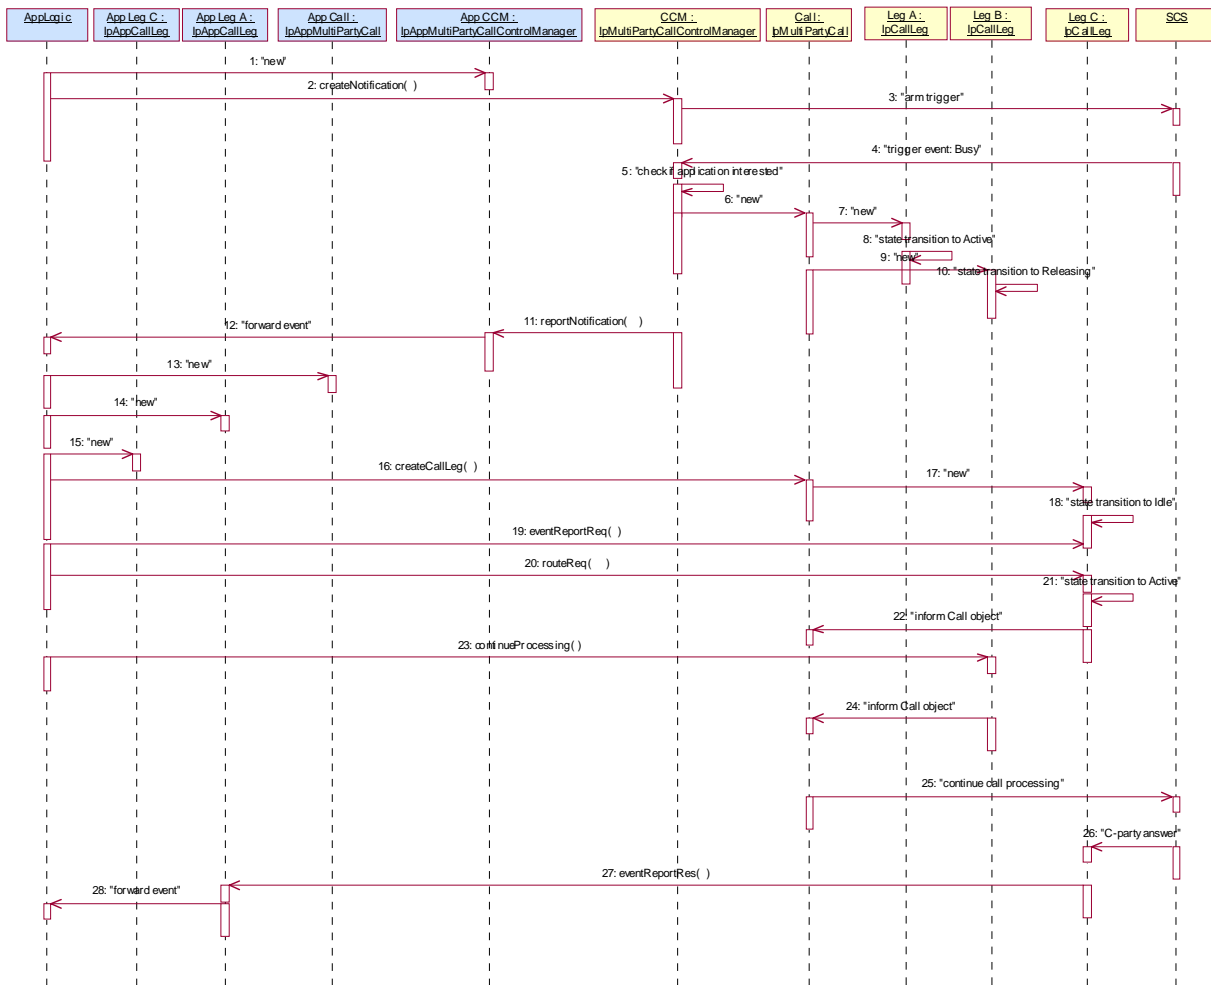 AppLogic
App Leg C :
IpAppCallLeg
App Leg A :
IpAppCallLeg
App Call :
IpAppMultiPartyCall
App CCM :
IpAppMultiPartyCallControlManager
CCM :
IpMultiPartyCallControlManager
Call :
IpMultiPartyCall
Leg A :
IpCallLeg
Leg B :
IpCallLeg
Leg C :
IpCallLeg
SCS
1: "new"
2: createNotification( )
3: "arm trigger"
4: "trigger event: Busy"
5: "check if application interested"
6: "new"
7: "new"
8: "state transition to Active"
9: "new"
10: "state transition to Releasing"
11: reportNotification( )
12: "forward event"
13: "new"
14: "new"
15: "new"
16: createCallLeg( )
17: "new"
18: "state transition to Idle"
19: eventReportReq( )
20: routeReq( )
21: "state transition to Active"
22: "inform Call object"
23: continueProcessing( )
24: "inform Call object"
25: "continue call processing"
26: "C-party answer"
27: eventReportRes( )
28: "forward event"